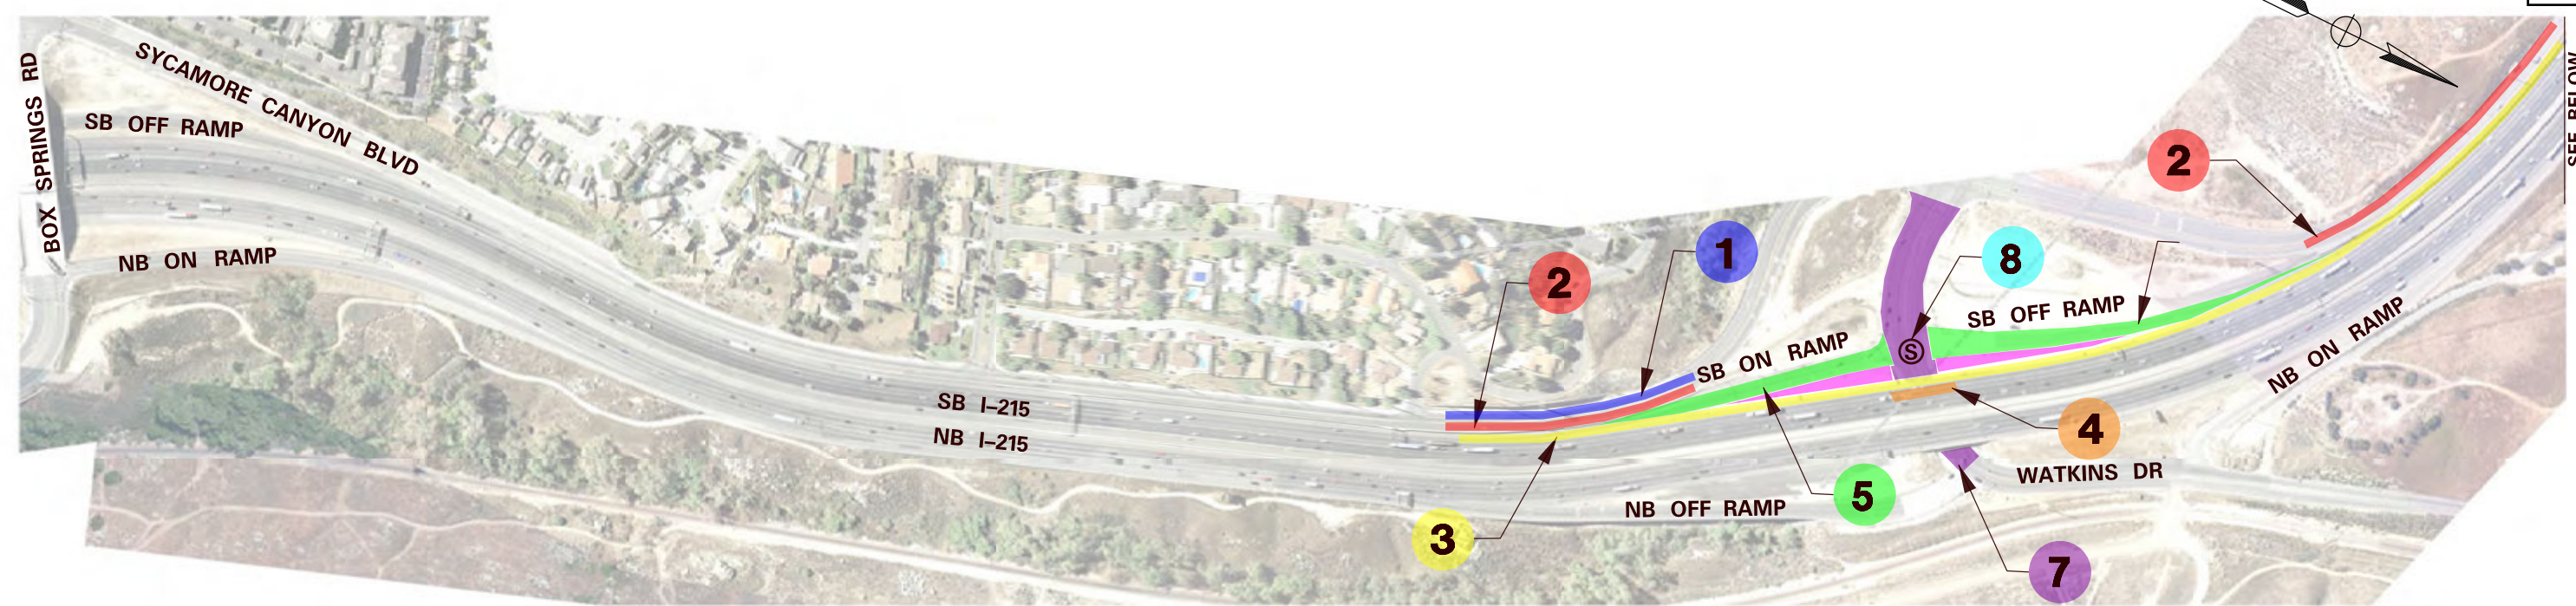 BOX SPRINGS RD
SYCAMORE CANYON BLVD
SB OFF RAMP
NB ON RAMP
SB I-215
NB I-215
2
1
SB ON RAMP
8
S
SB OFF RAMP
2
SEE BELOW
NB ON RAMP
4
WATKINS DR
5
NB OFF RAMP
3
7